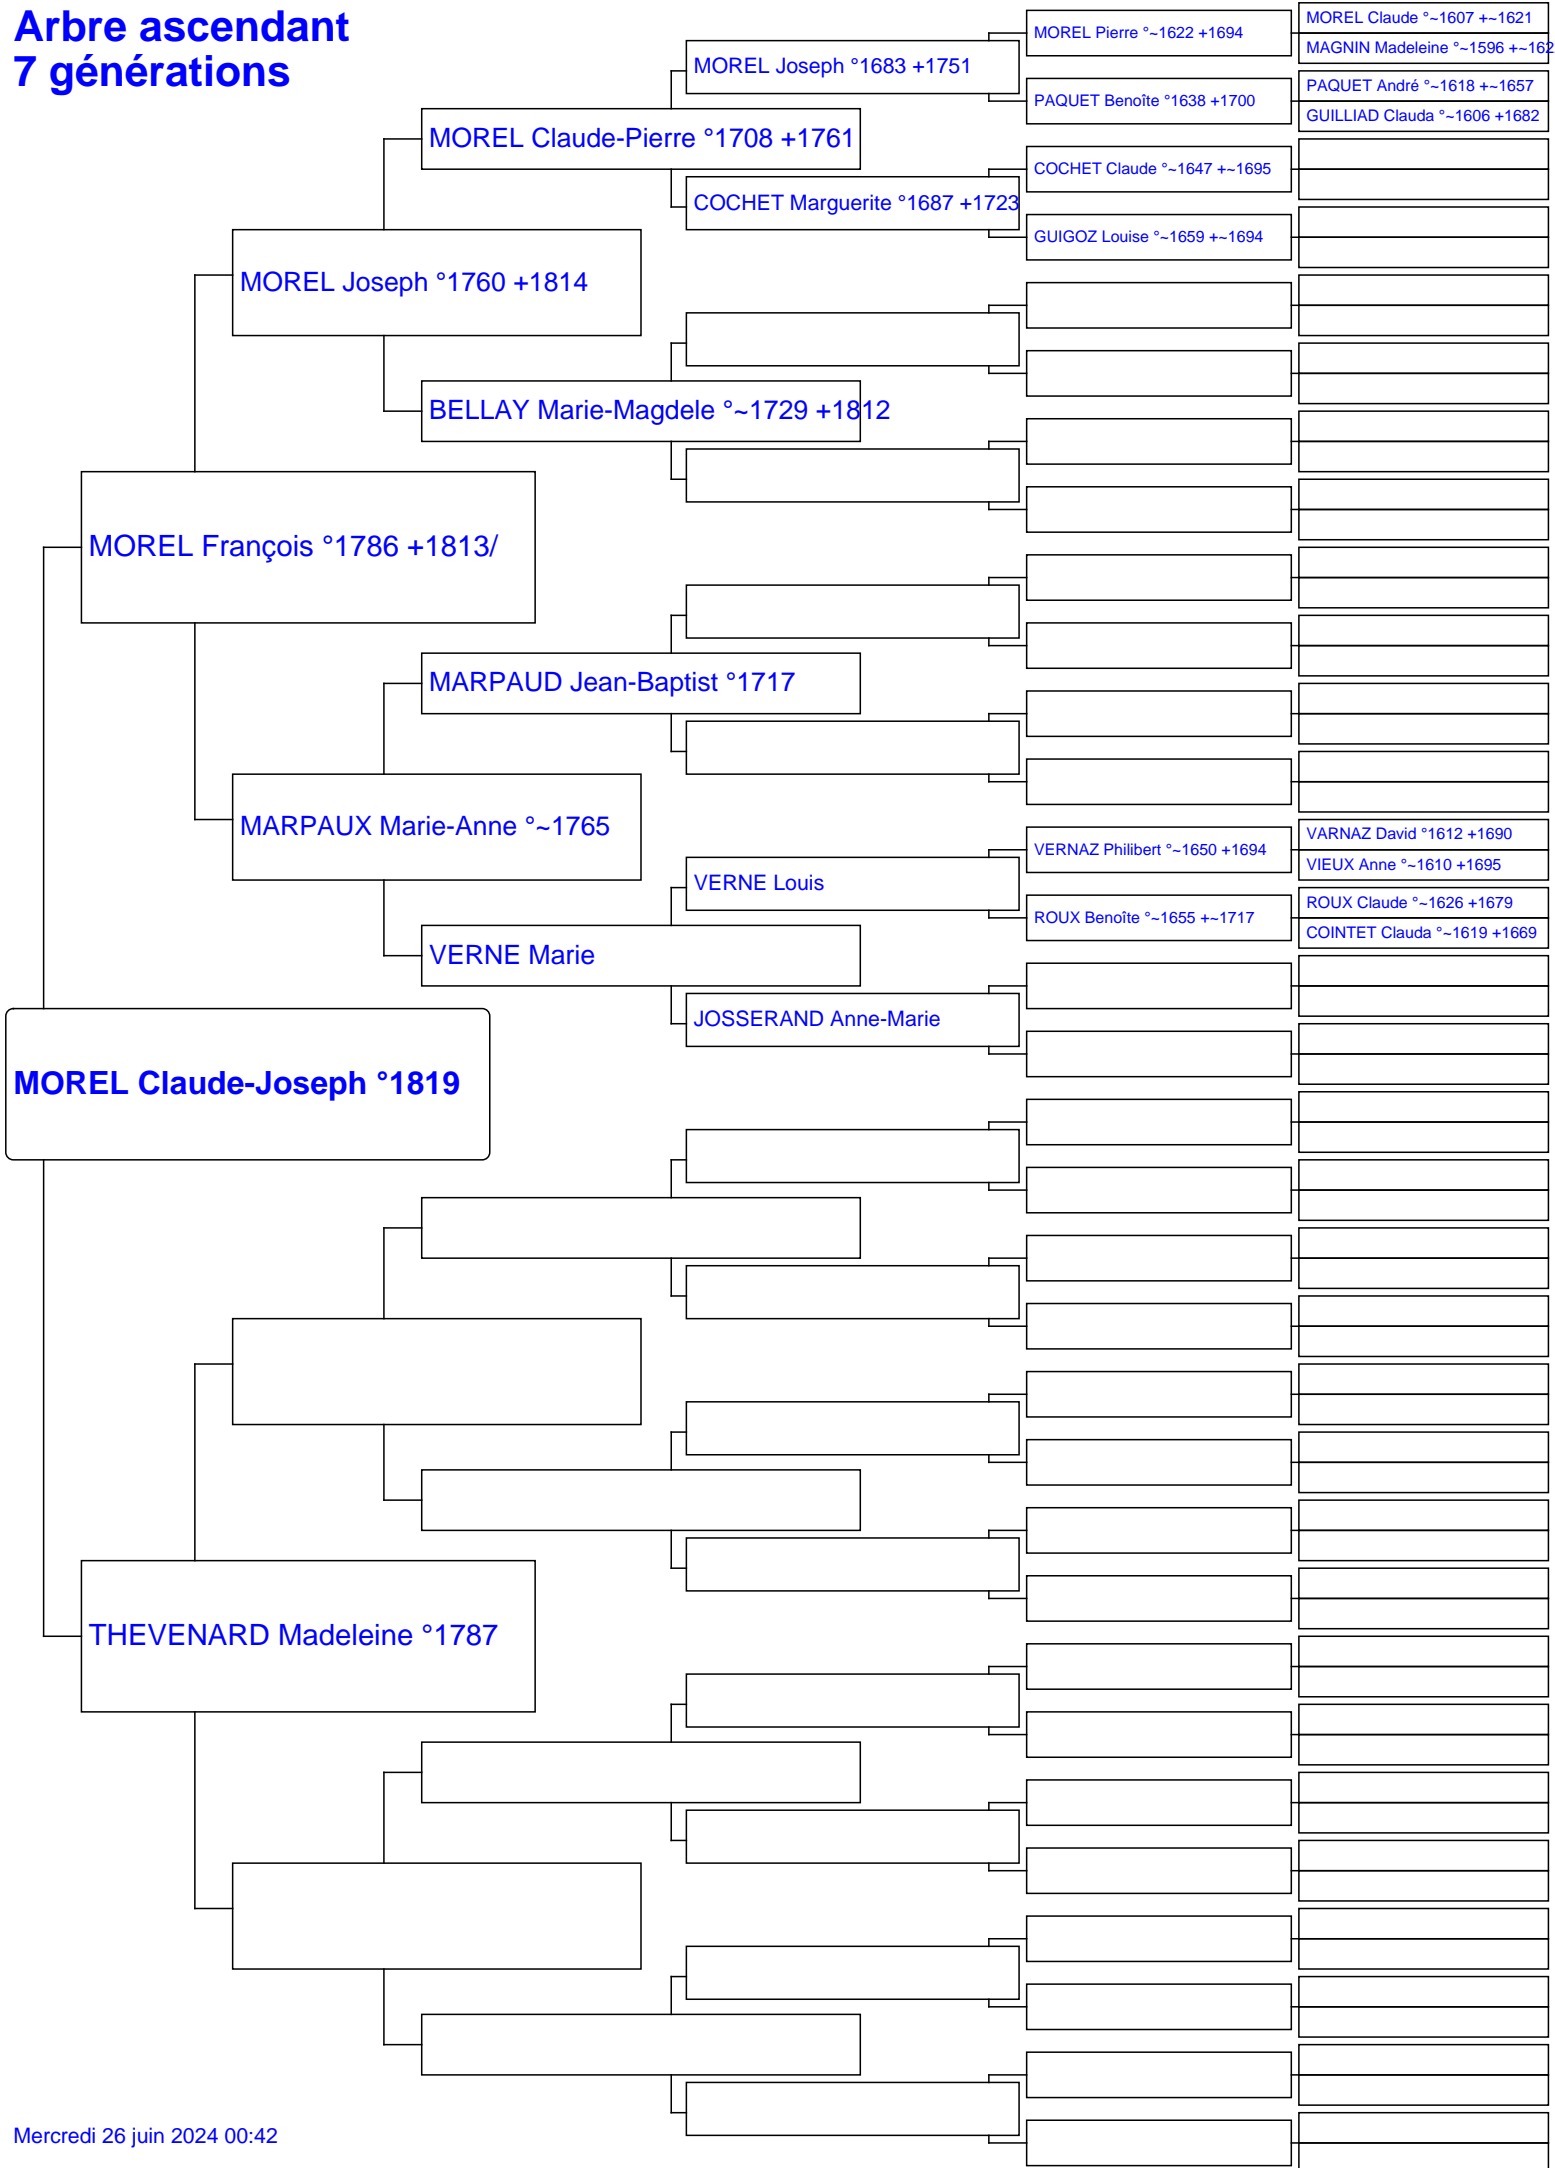 Arbre ascendant
7 générations
MOREL Claude-Joseph °1819
MOREL François °1786 +1813/
THEVENARD Madeleine °1787
MOREL Joseph °1760 +1814
MARPAUX Marie-Anne °~1765
MOREL Claude-Pierre °1708 +1761
BELLAY Marie-Magdele °~1729 +1812
MARPAUD Jean-Baptist °1717
VERNE Marie
MOREL Joseph °1683 +1751
COCHET Marguerite °1687 +1723
VERNE Louis
JOSSERAND Anne-Marie
MOREL Pierre °~1622 +1694
PAQUET Benoîte °1638 +1700
COCHET Claude °~1647 +~1695
GUIGOZ Louise °~1659 +~1694
VERNAZ Philibert °~1650 +1694
ROUX Benoîte °~1655 +~1717
MOREL Claude °~1607 +~1621
MAGNIN Madeleine °~1596 +~162
PAQUET André °~1618 +~1657
GUILLIAD Clauda °~1606 +1682
VARNAZ David °1612 +1690
VIEUX Anne °~1610 +1695
ROUX Claude °~1626 +1679
COINTET Clauda °~1619 +1669
Mercredi 26 juin 2024 00:42